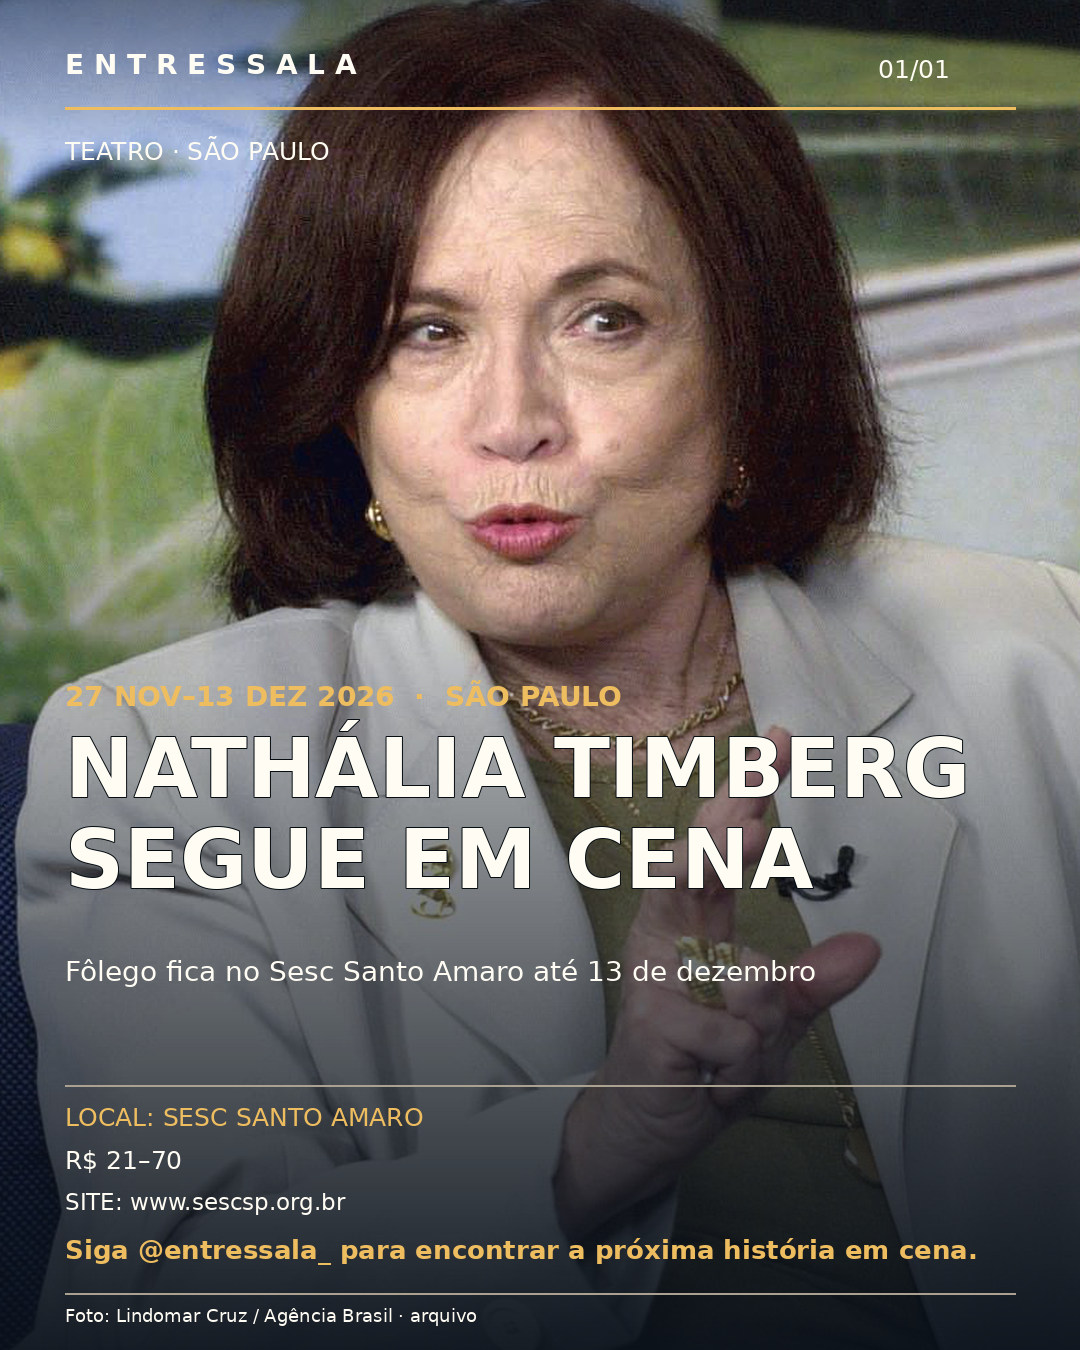 ENTRESSALA
01/01
TEATRO · SÃO PAULO
27 NOV–13 DEZ 2026 · SÃO PAULO
NATHÁLIA TIMBERG
SEGUE EM CENA
Fôlego fica no Sesc Santo Amaro até 13 de dezembro
LOCAL: SESC SANTO AMARO
R$ 21–70
SITE: www.sescsp.org.br
Siga @entressala_ para encontrar a próxima história em cena.
Foto: Lindomar Cruz / Agência Brasil · arquivo